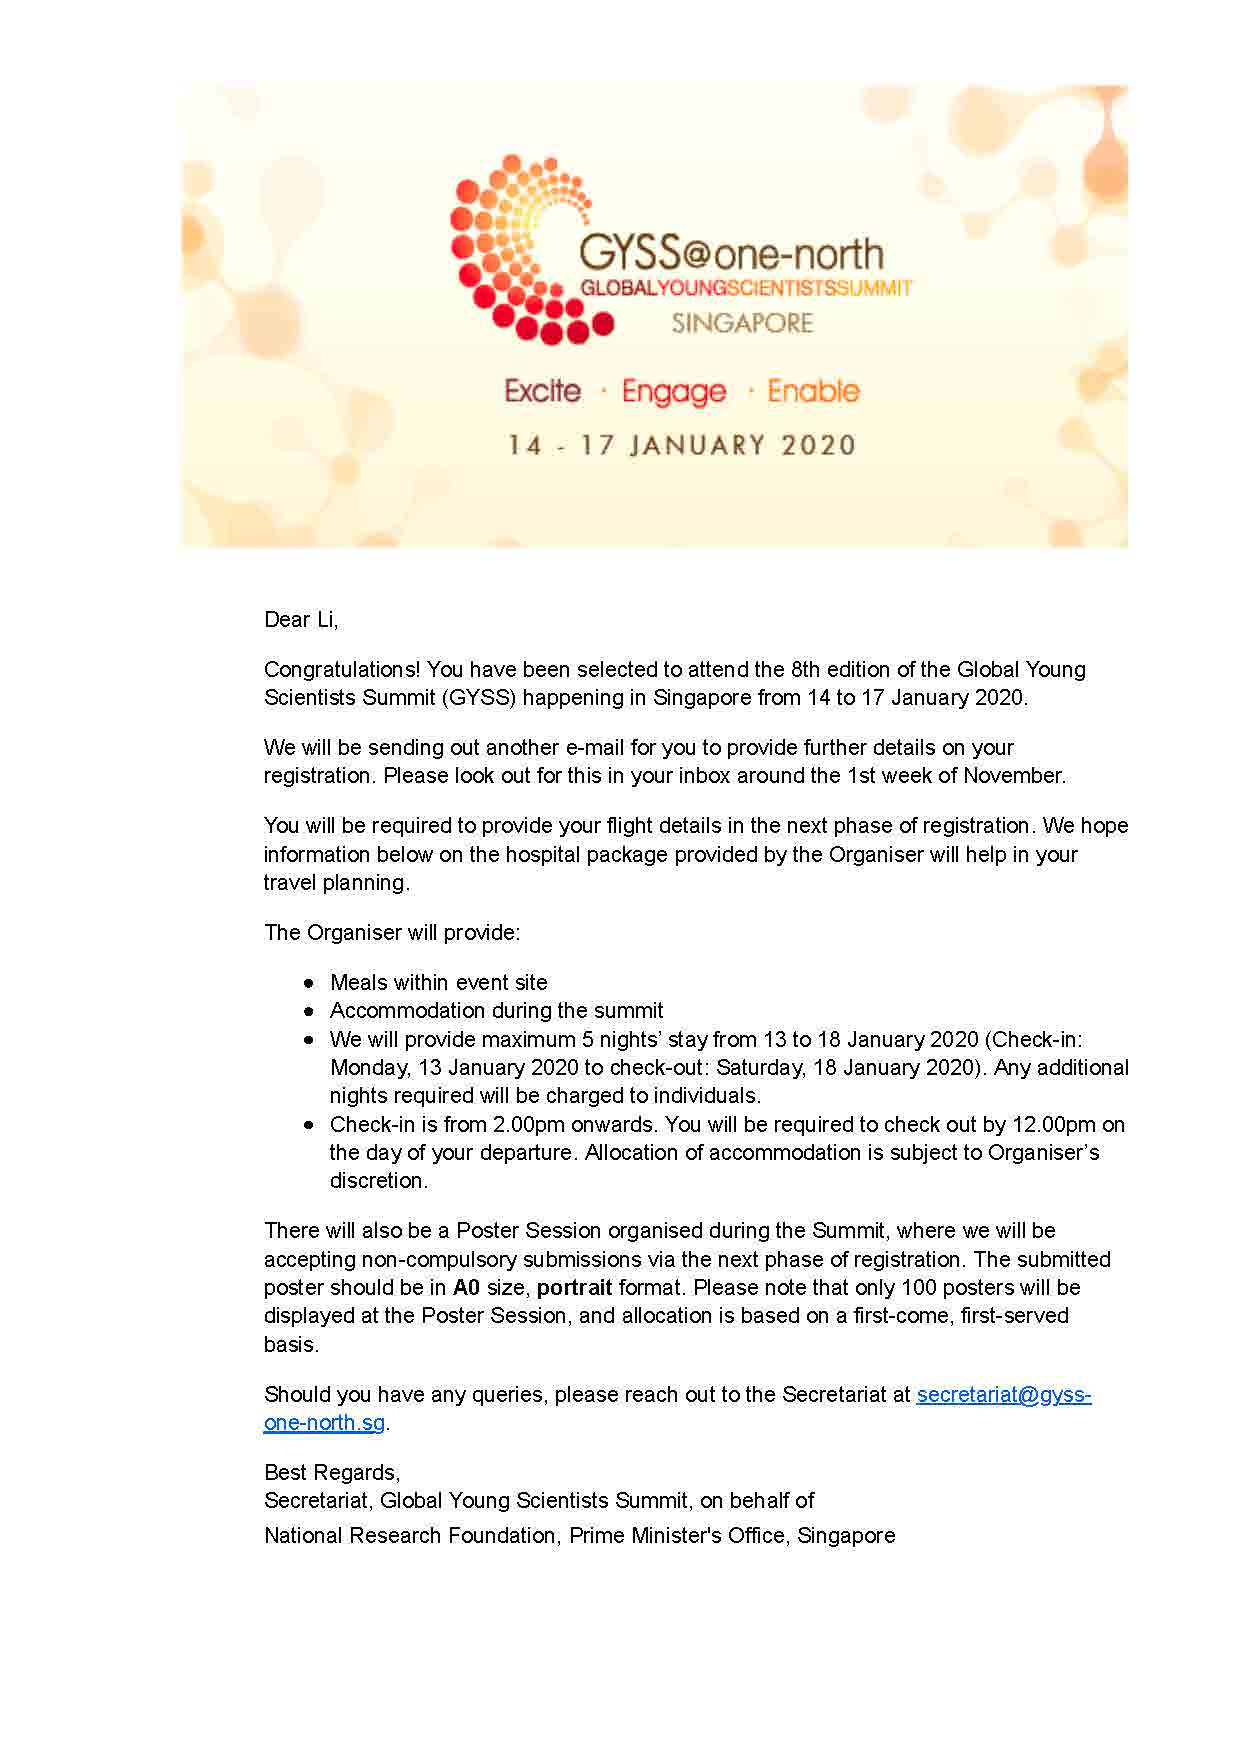 GYSS@one-north
GLOBALYOUNGSCIENTISTSSUMMIT
SINGAPORE
Excite · Engage · Enable
14 - 17 JANUARY 2020
Dear Li,
Congratulations! You have been selected to attend the 8th edition of the Global Young
Scientists Summit (GYSS) happening in Singapore from 14 to 17 January 2020.
We will be sending out another e-mail for you to provide further details on your
registration. Please look out for this in your inbox around the 1st week of November.
You will be required to provide your flight details in the next phase of registration. We hope
information below on the hospital package provided by the Organiser will help in your
travel planning.
The Organiser will provide:
● Meals within event site
● Accommodation during the summit
● We will provide maximum 5 nights’ stay from 13 to 18 January 2020 (Check-in:
Monday, 13 January 2020 to check-out: Saturday, 18 January 2020). Any additional
nights required will be charged to individuals.
● Check-in is from 2.00pm onwards. You will be required to check out by 12.00pm on
the day of your departure. Allocation of accommodation is subject to Organiser’s
discretion.
There will also be a Poster Session organised during the Summit, where we will be
accepting non-compulsory submissions via the next phase of registration. The submitted
poster should be in A0 size, portrait format. Please note that only 100 posters will be
displayed at the Poster Session, and allocation is based on a first-come, first-served
basis.
Should you have any queries, please reach out to the Secretariat at secretariat@gyss-
one-north.sg.
Best Regards,
Secretariat, Global Young Scientists Summit, on behalf of
National Research Foundation, Prime Minister's Office, Singapore